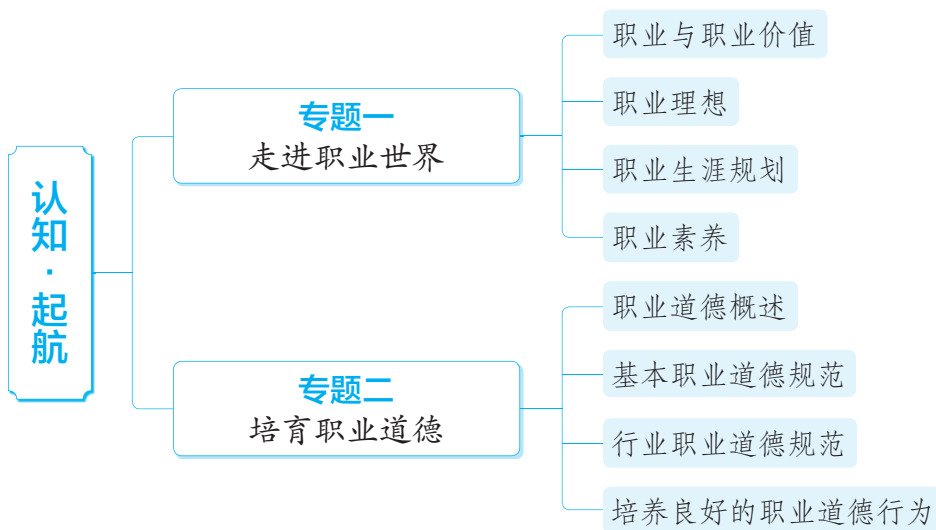 认知·起航
专题一
走进职业世界
职业与职业价值
职业理想
职业生涯规划
职业素养
专题二
培育职业道德
职业道德概述
基本职业道德规范
行业职业道德规范
培养良好的职业道德行为